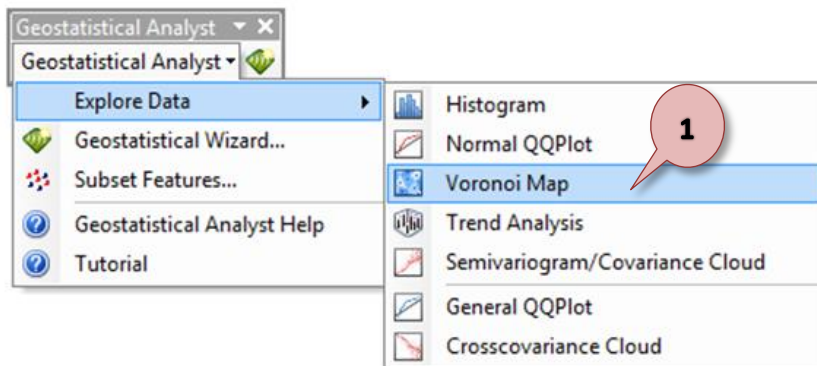 Geostatistical Analyst
Geostatistical Analyst
Explore Data
Geostatistical Wizard...
Subset Features...
Geostatistical Analyst Help
Tutorial
Histogram
Normal QQPlot
Voronoi Map
Trend Analysis
Semivariogram/Covariance Cloud
General QQPlot
Crosscovariance Cloud
1